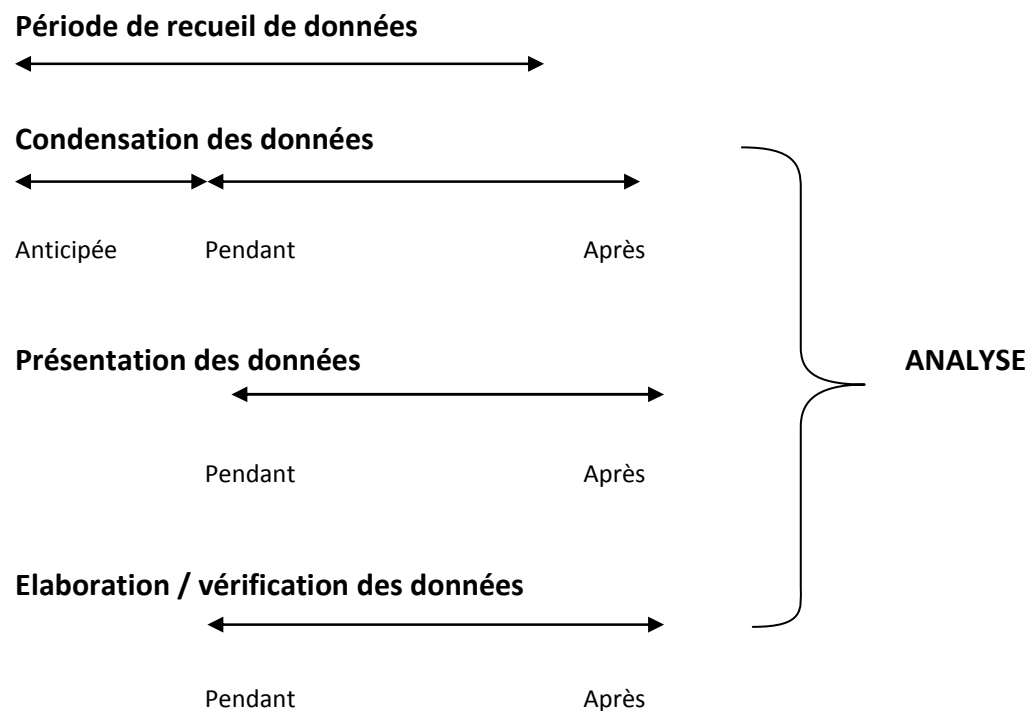 Période de recueil de données
Condensation des données
Anticipée Pendant Après
Présentation des données
ANALYSE
Pendant Après
Elaboration / vérification des données
Pendant Après